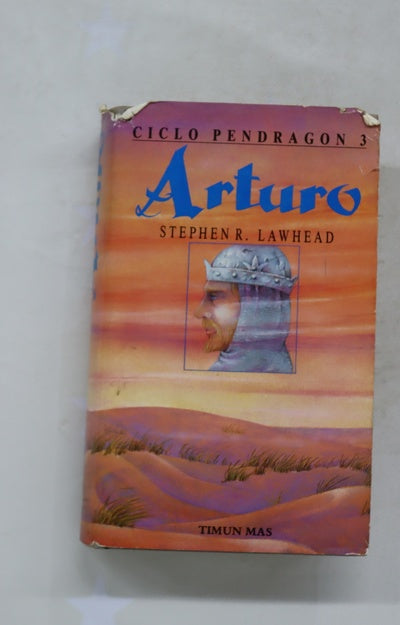 CICLO PENDRAGON 3
Arturo
STEPHEN R. LAWHEAD
TIMUN MAS